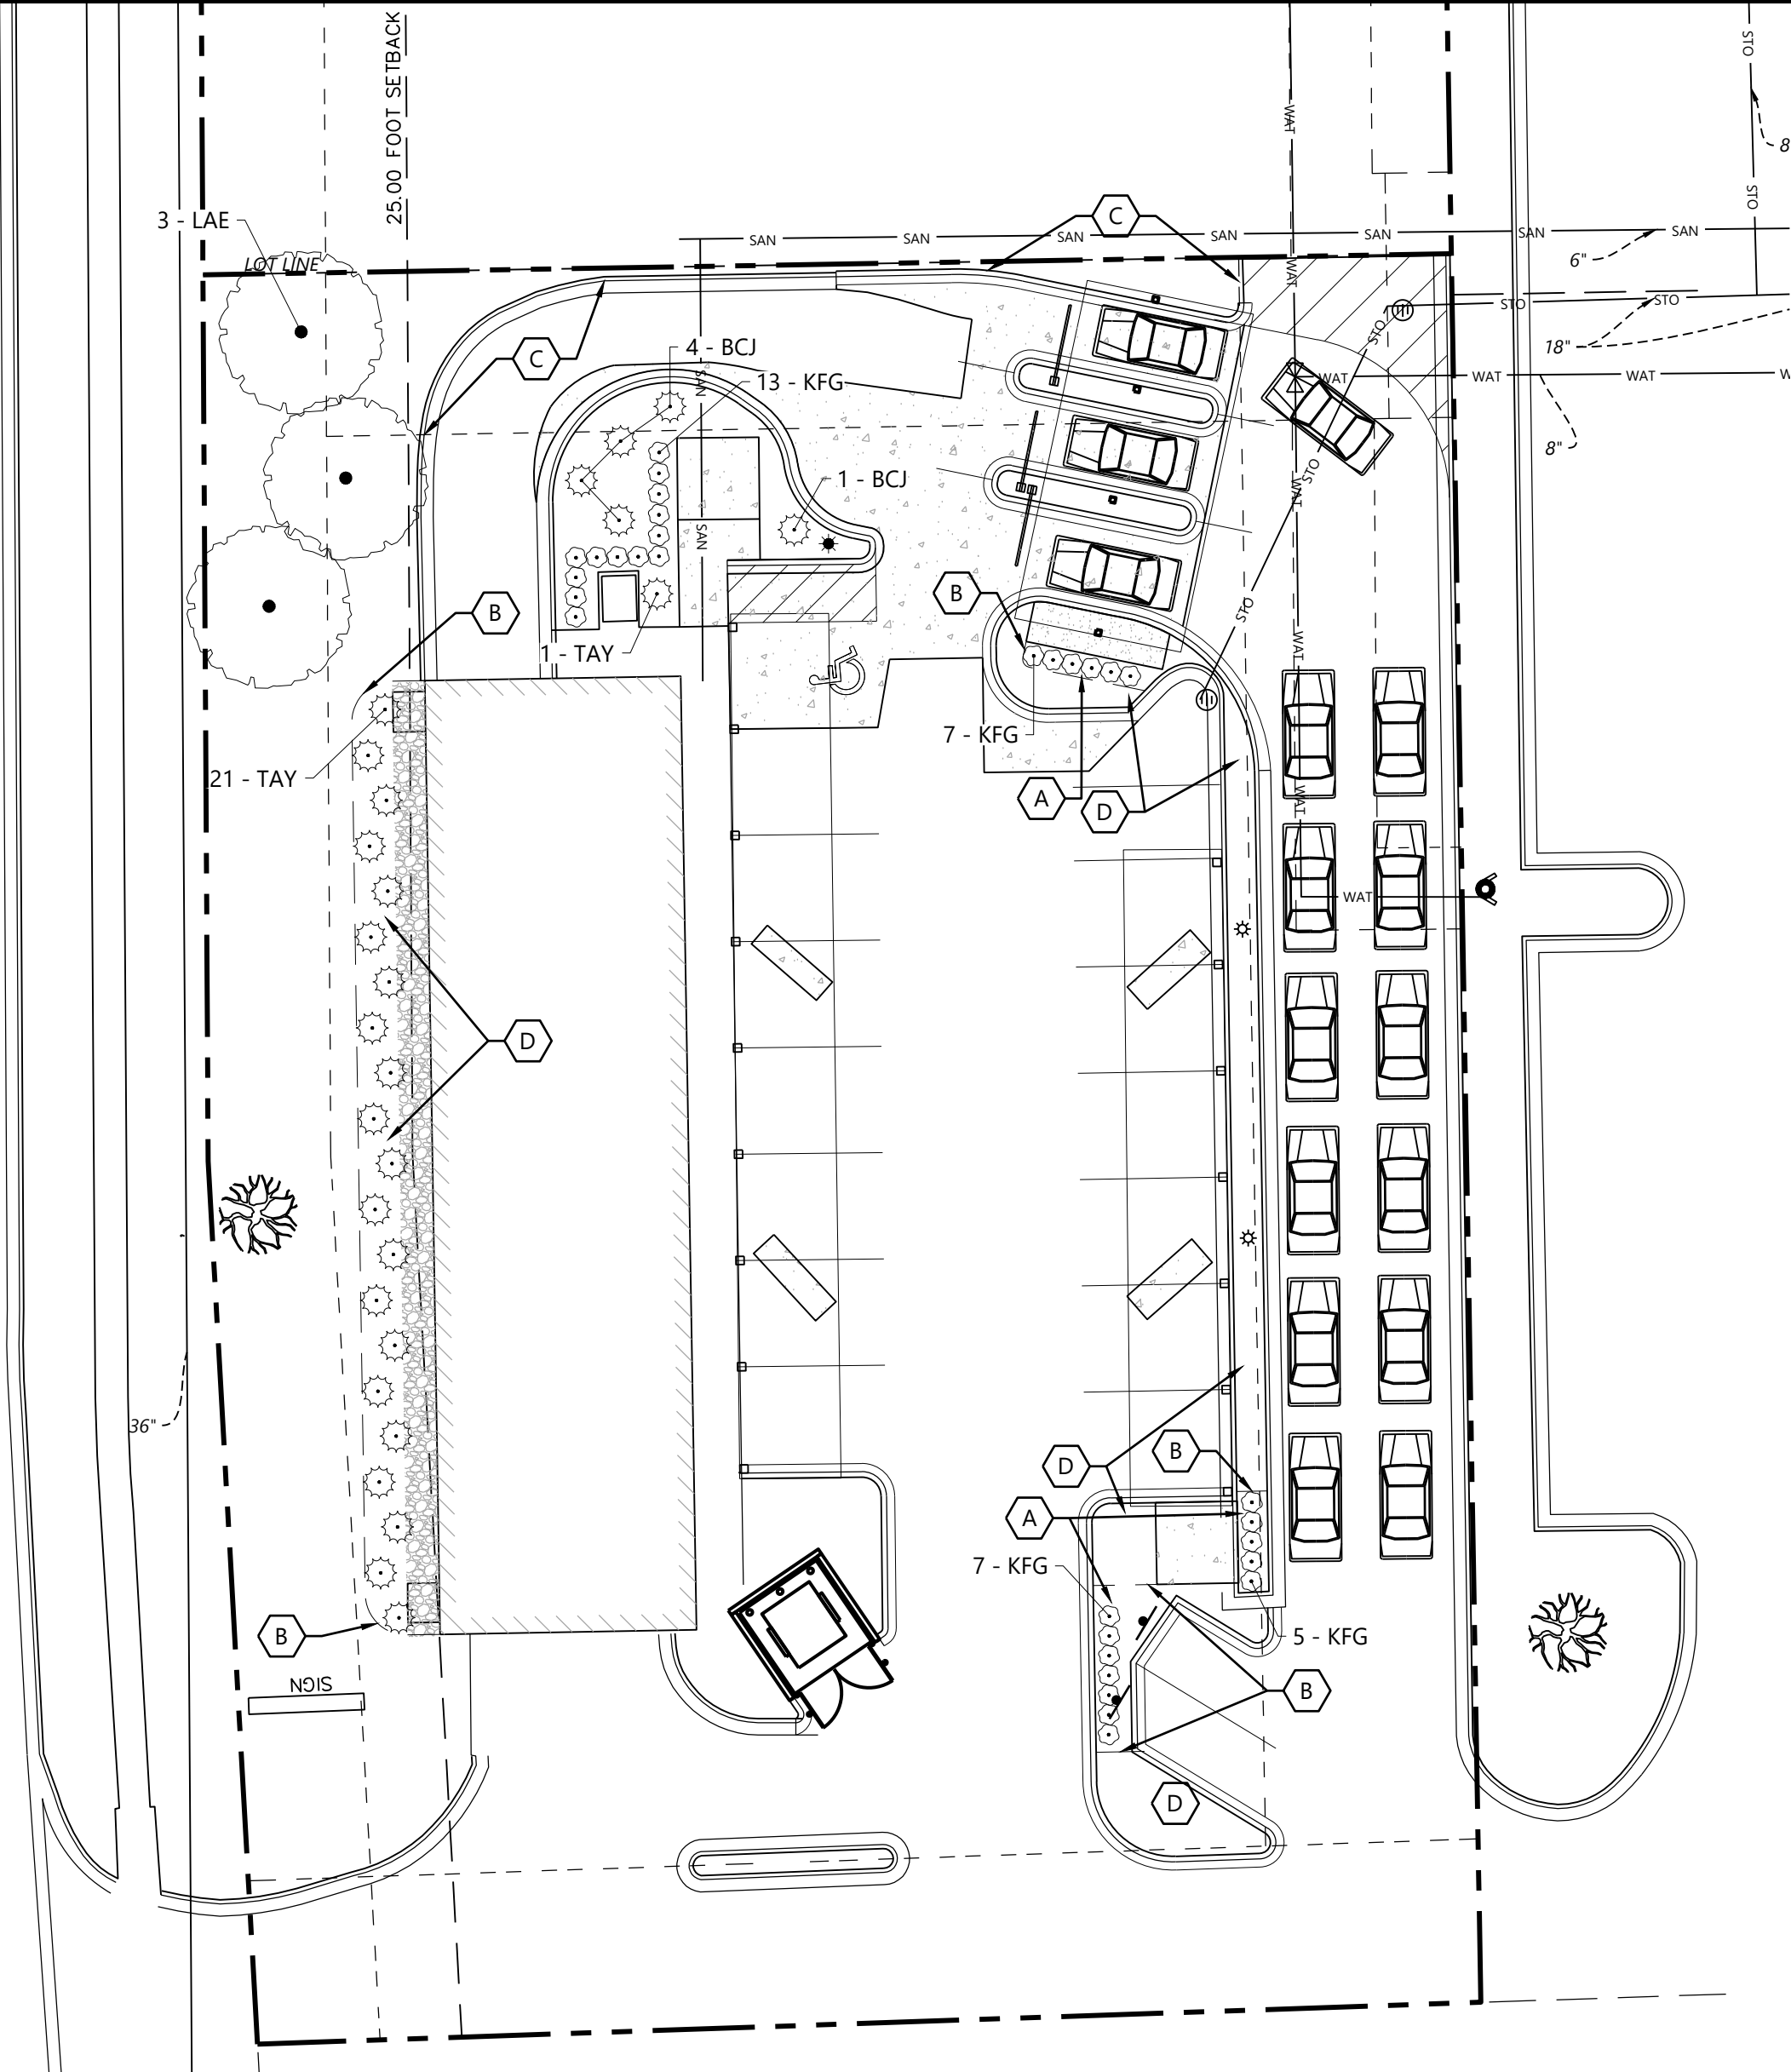 25.00 FOOT SETBACK
STO
8
STO
WAT
3 - LAE
C
SAN SAN SAN SAN SAN SAN SAN
6"
LOT LINE
WAT
STO STO
18"
STO
C
4 - BCJ
13 - KFG
SAN
WAT WAT WAT W
8"
1 - BCJ
STO
WAT
SAN
B
B
STO
1 - TAY
WAT
7 - KFG
21 - TAY
A
D
WAT
WAT
D
36"
D
B
A
7 - KFG
B
5 - KFG
SIGN
B
D